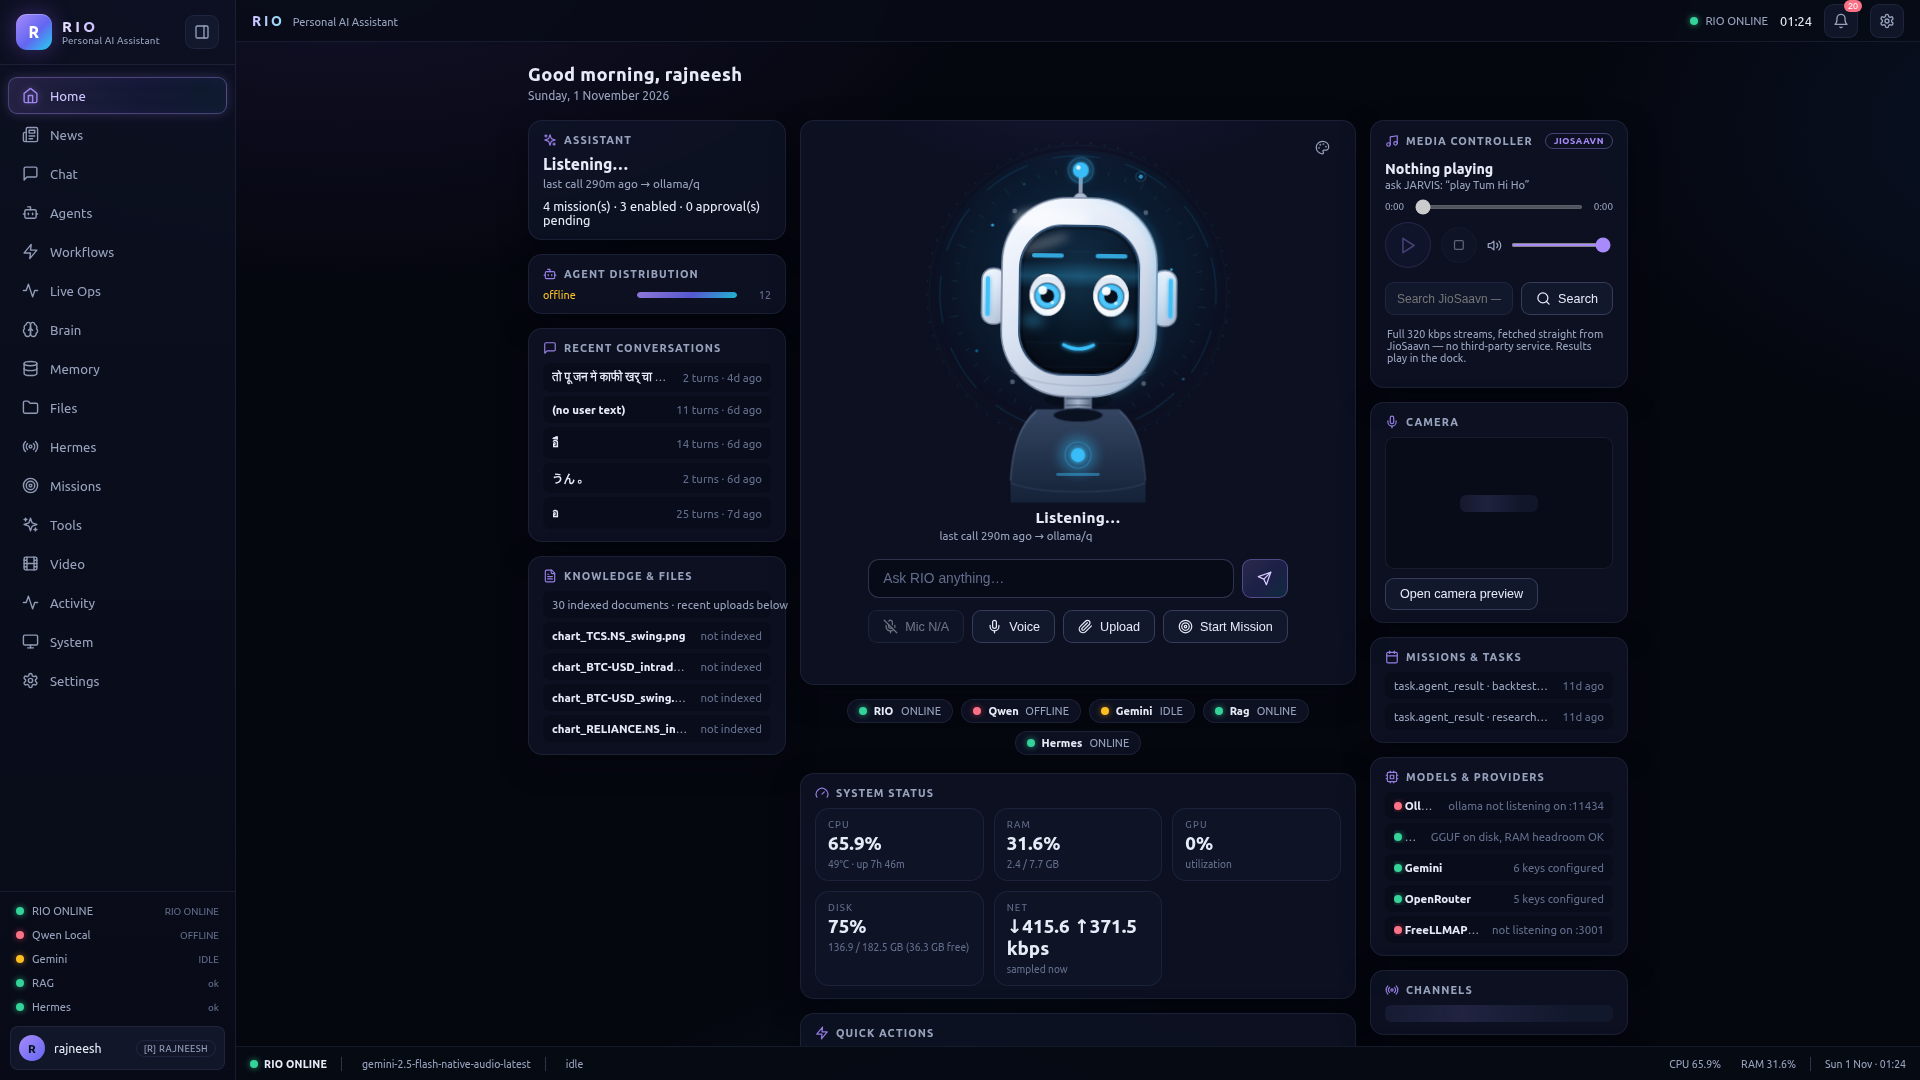 R
RIO
Personal AI Assistant
Home
News
Chat
Agents
Workflows
Live Ops
Brain
Memory
Files
Hermes
Missions
Tools
Video
Activity
System
Settings
RIO ONLINE RIO ONLINE
Qwen Local OFFLINE
Gemini IDLE
RAG ok
Hermes ok
R rajneesh [R] RAJNEESH
RIO Personal AI Assistant
RIO ONLINE 01:24 20
Good morning, rajneesh
Sunday, 1 November 2026
ASSISTANT
Listening…
last call 290m ago → ollama/q
4 mission(s) · 3 enabled · 0 approval(s)
pending
AGENT DISTRIBUTION
offline 12
RECENT CONVERSATIONS
तो पू जन में काफी खर् चा … 2 turns · 4d ago
(no user text) 11 turns · 6d ago
14 turns · 6d ago
うん。 2 turns · 6d ago
อ 25 turns · 7d ago
KNOWLEDGE & FILES
30 indexed documents · recent uploads below
chart_TCS.NS_swing.png not indexed
chart_BTC-USD_intrad… not indexed
chart_BTC-USD_swing.… not indexed
chart_RELIANCE.NS_in… not indexed
Listening…
last call 290m ago → ollama/q
Ask RIO anything…
Mic N/A
Voice
Upload
Start Mission
RIO ONLINE
Qwen OFFLINE
Gemini IDLE
Rag ONLINE
Hermes ONLINE
SYSTEM STATUS
CPU
65.9%
49°C · up 7h 46m
RAM
31.6%
2.4 / 7.7 GB
GPU
0%
utilization
DISK
75%
136.9 / 182.5 GB (36.3 GB free)
NET
↓415.6 ↑371.5
kbps
sampled now
QUICK ACTIONS
MEDIA CONTROLLER JIOSAAVN
Nothing playing
ask JARVIS: “play Tum Hi Ho”
0:00 0:00
Search JioSaavn —
Search
Full 320 kbps streams, fetched straight from
JioSaavn — no third-party service. Results
play in the dock.
CAMERA
Open camera preview
MISSIONS & TASKS
task.agent_result · backtest… 11d ago
task.agent_result · research… 11d ago
MODELS & PROVIDERS
Oll… ollama not listening on :11434
… GGUF on disk, RAM headroom OK
Gemini 6 keys configured
OpenRouter 5 keys configured
FreeLLMAP… not listening on :3001
CHANNELS
RIO ONLINE gemini-2.5-flash-native-audio-latest idle
CPU 65.9% RAM 31.6% Sun 1 Nov · 01:24